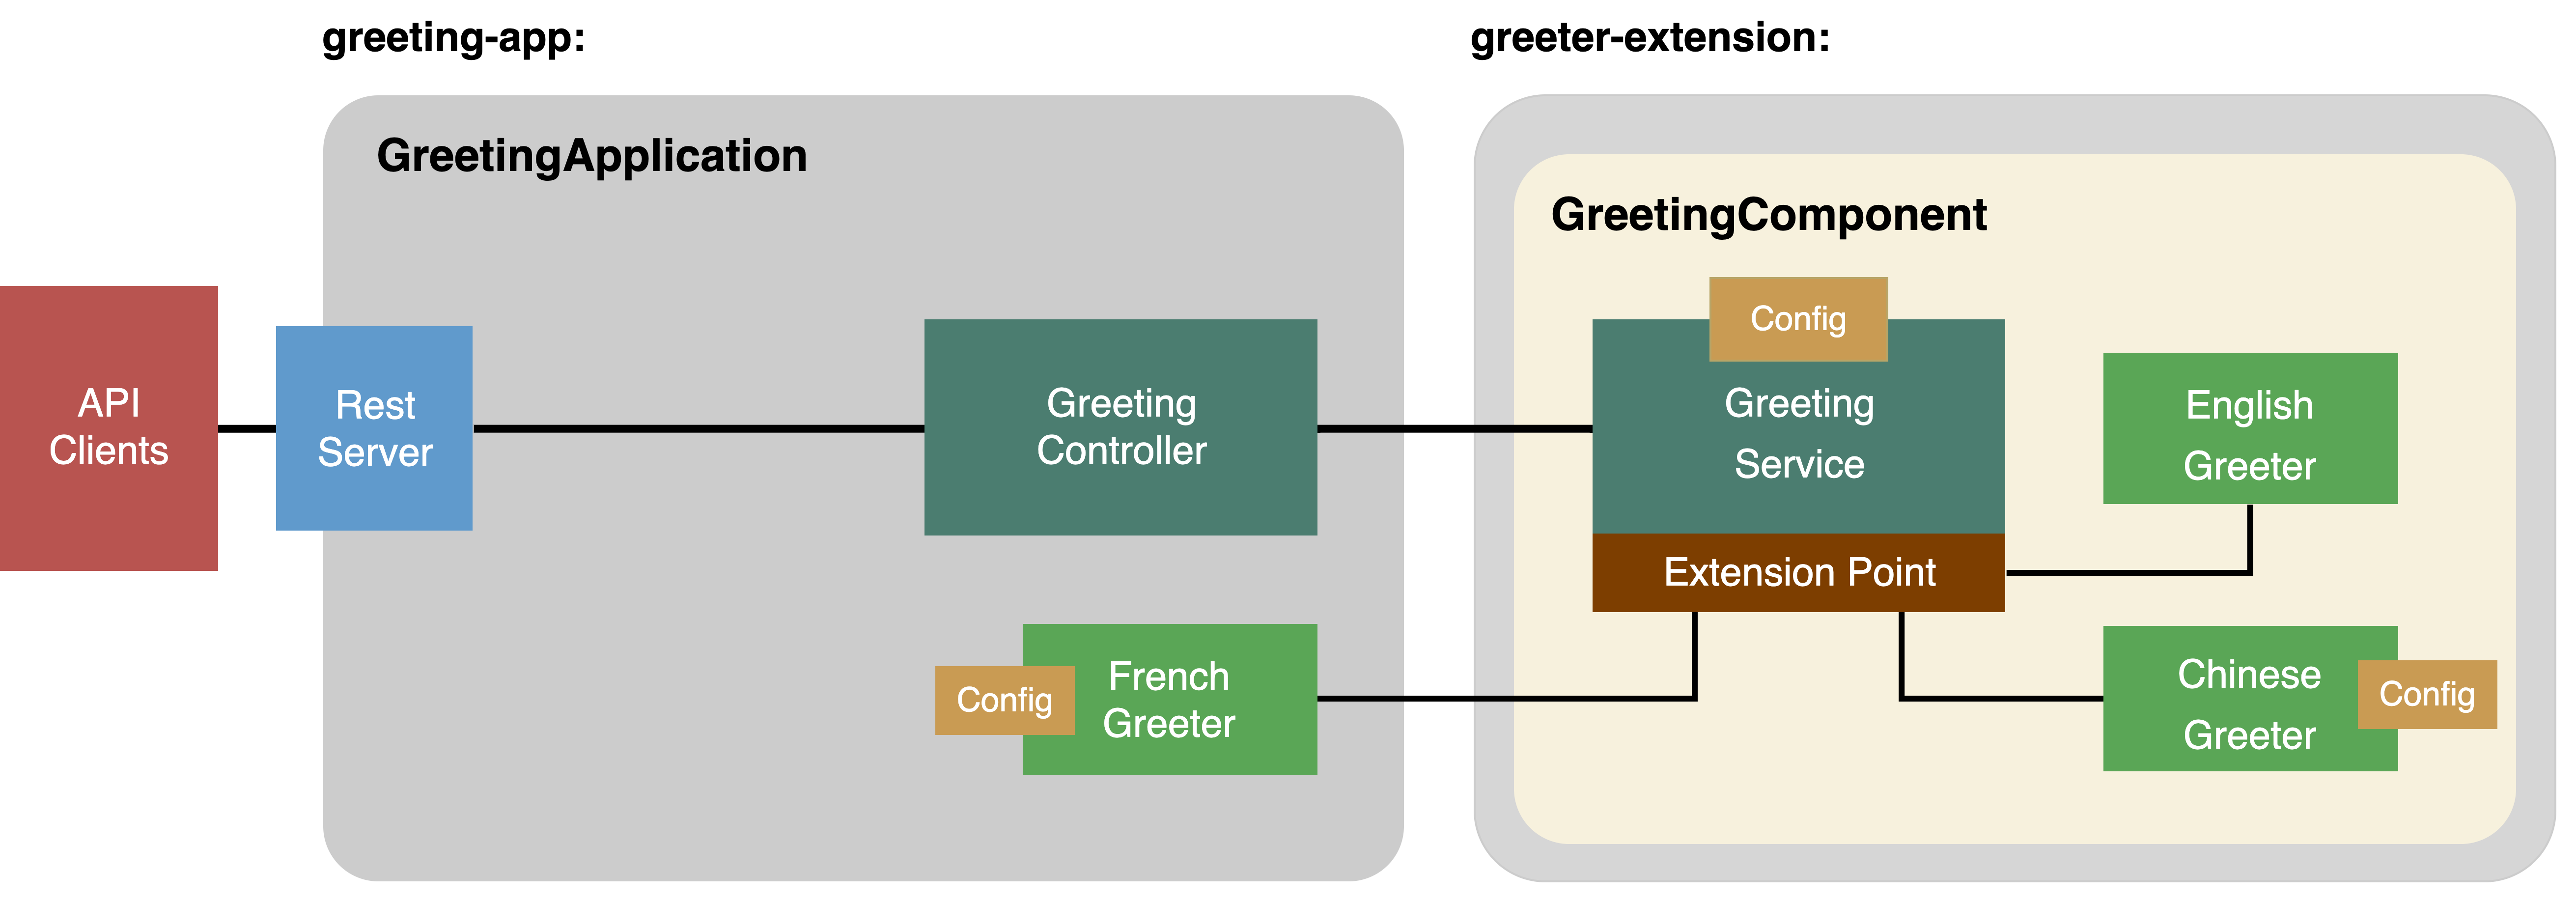 greeting-app:
greeter-extension:
GreetingApplication
GreetingComponent
API
Clients
Rest
Server
Greeting
Controller
Config
Greeting
Service
Extension Point
English
Greeter
Config
French
Greeter
Chinese
Greeter
Config